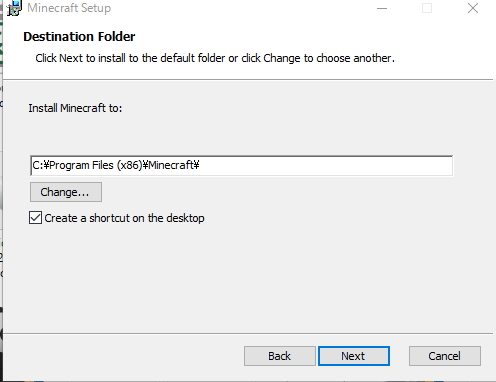 Minecraft Setup
Destination Folder
Click Next to install to the default folder or click Change to choose another.
Install Minecraft to:
C:¥Program Files (x86)¥Minecraft¥
Change...
Create a shortcut on the desktop
Back
Next
Cancel